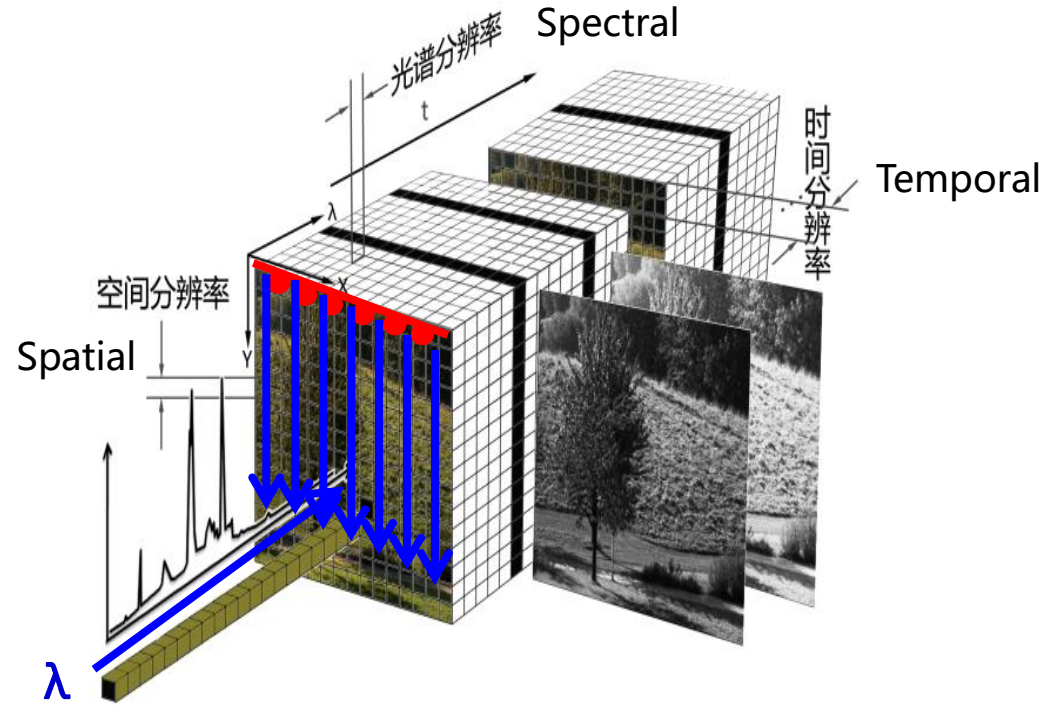 Spectral
光谱分辨率
t
时间分辨率
Temporal
λ
X
空间分辨率
Spatial
Y
λ